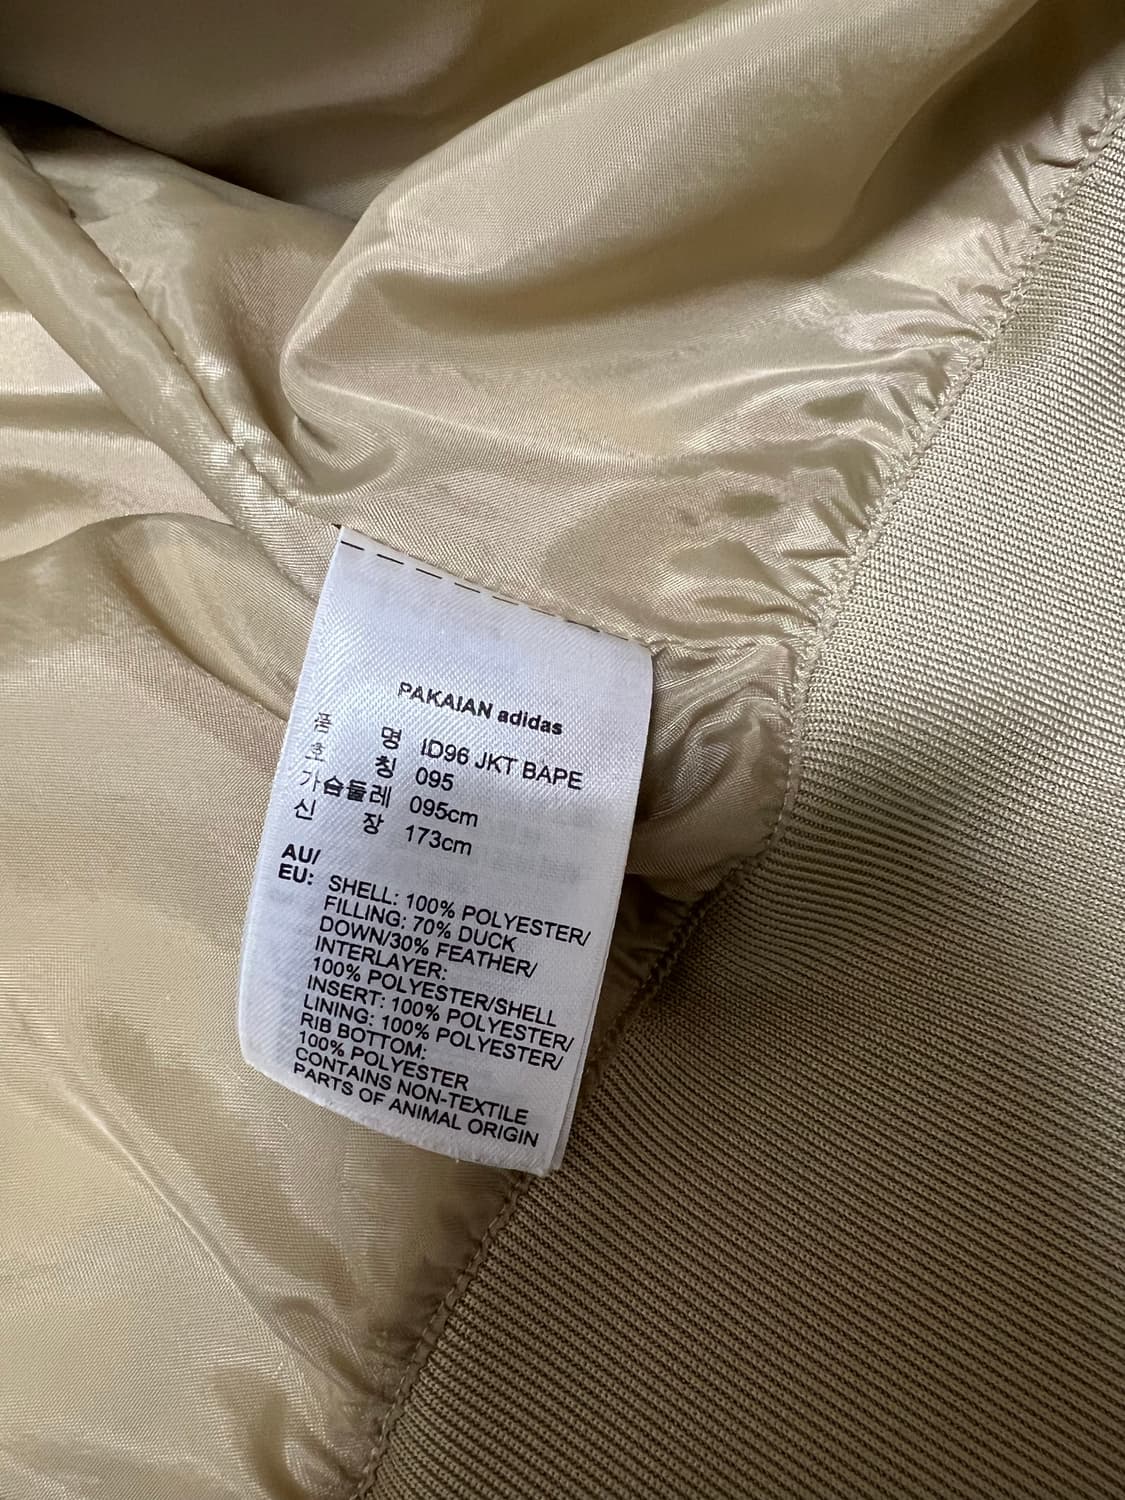 PAKAIAN adidas
품 명 ID96 JKT BAPE
호 칭 095
가슴둘레 095cm
신 장 173cm
AU/
EU: SHELL: 100% POLYESTER/
FILLING: 70% DUCK
DOWN/30% FEATHER/
INTERLAYER:
100% POLYESTER/SHELL
INSERT: 100% POLYESTER/
LINING: 100% POLYESTER/
RIB BOTTOM:
100% POLYESTER
CONTAINS NON-TEXTILE
PARTS OF ANIMAL ORIGIN